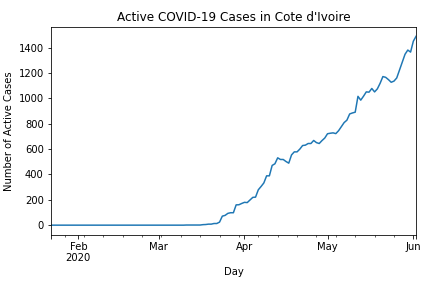 Active COVID-19 Cases in Cote d'Ivoire
Number of Active Cases
1400
1200
1000
800
600
400
200
0
Feb
2020
Mar
Apr
May
Jun
Day